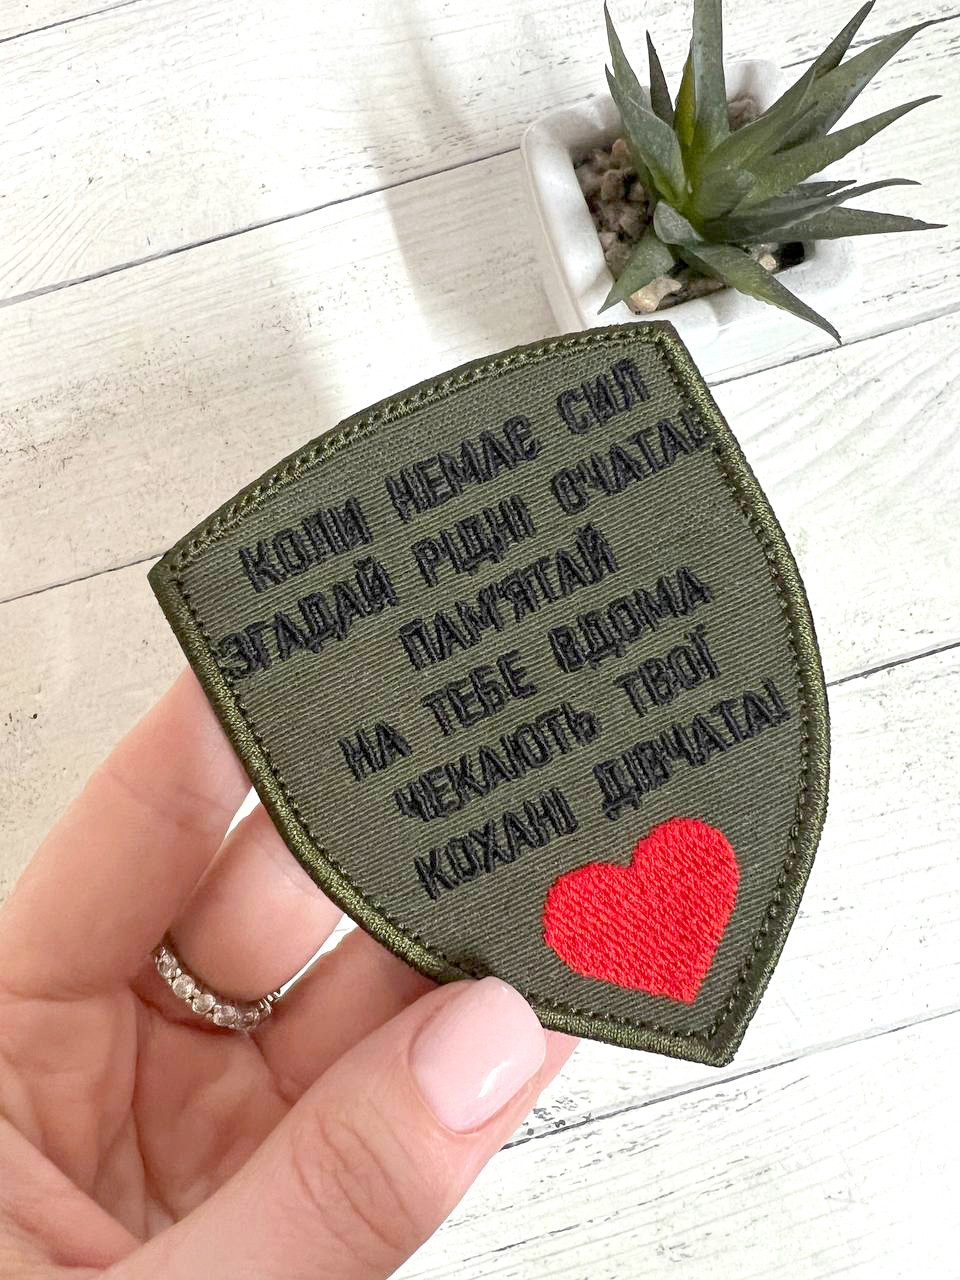 КОЛИ НЕМАЄ СИЛ
ЗГАДАЙ РІДНІ ОЧАТА!
ПАМ'ЯТАЙ
НА ТЕБЕ ВДОМА
ЧЕКАЮТЬ ТВОЇ
КОХАНІ ДІВЧАТА!